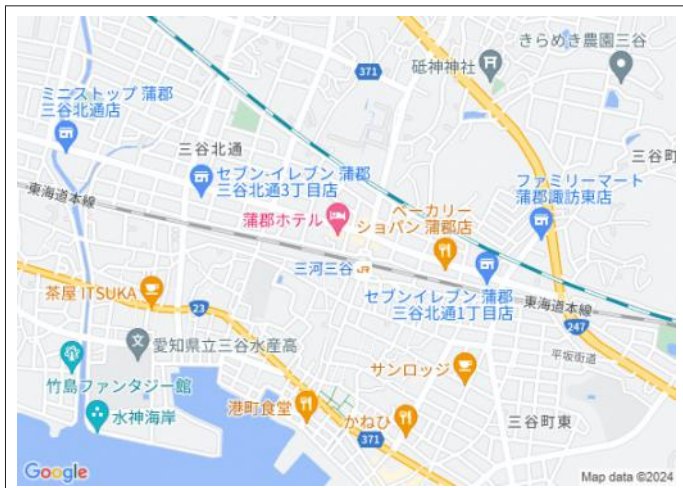 きらめき農園三谷
371
砥神神社
ミニストップ 蒲郡
三谷北通店
三谷北通
三谷町
セブン-イレブン 蒲郡
三谷北通3丁目店
ファミリーマート
蒲郡諏訪東店
東海道本線
蒲郡ホテル
ベーカリー
ショパン 蒲郡店
三河三谷
セブンイレブン 蒲郡
三谷北通1丁目店
東海道本線
茶屋 ITSUKA
23
247
平坂街道
愛知県立三谷水産高
サンロッジ
竹島ファンタジー館
水神海岸
港町食堂
かねひ
三谷町東
371
Google
Map data ©2024